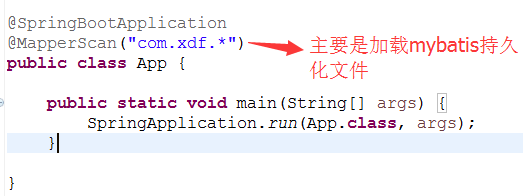 @SpringBootApplication
@MapperScan("com.xdf.*")
主要是加载mybatis持久
化文件
public class App {
public static void main(String[] args) {
SpringApplication.run(App.class, args);
}
}